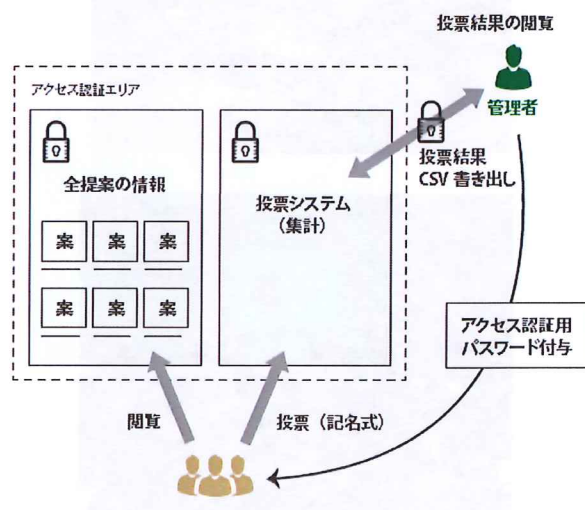 投票結果の閲覧
アクセス認証エリア
管理者
全提案の情報
投票システム
(集計)
投票結果
CSV 書き出し
案 案 案
案 案 案
アクセス認証用
パスワード付与
閲覧
投票（記名式）